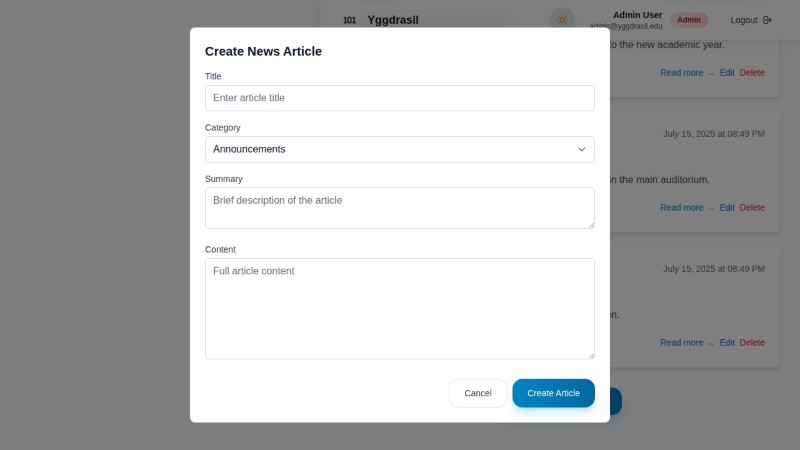 101 Yggdrasil
Admin User
admin@yggdrasil.edu
Admin
Logout
to the new academic year.
Read more → Edit Delete
Create News Article
Title
Enter article title
Category
Announcements
Summary
Brief description of the article
Content
Full article content
Cancel Create Article
July 15, 2025 at 08:49 PM
in the main auditorium.
Read more → Edit Delete
July 15, 2025 at 08:49 PM
Read more → Edit Delete